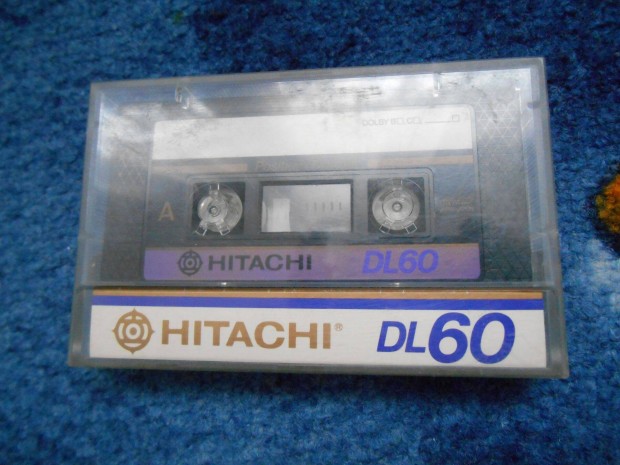 DOLBY B □ C □
A
HITACHI DL60
HITACHI® DL60